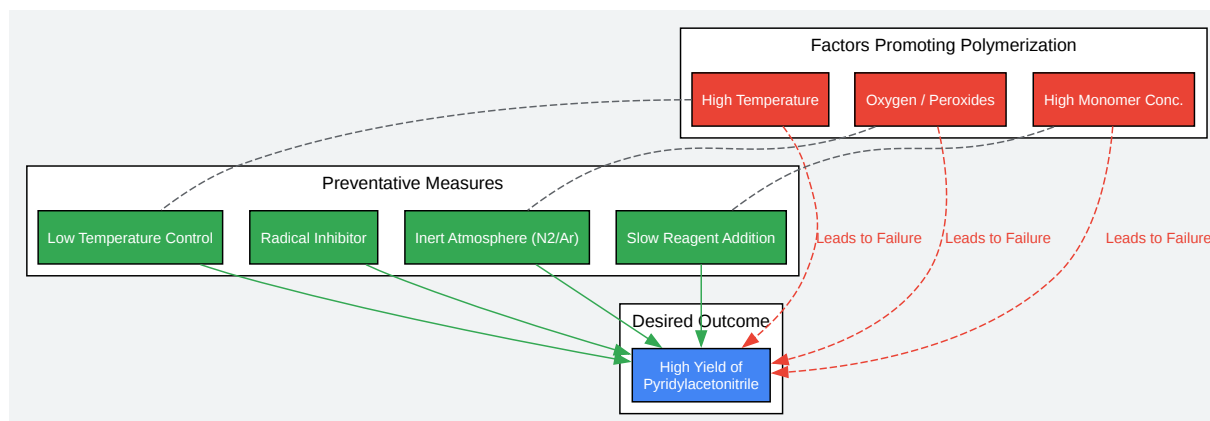 Factors Promoting Polymerization
High Temperature
Oxygen / Peroxides
High Monomer Conc.
Preventative Measures
Low Temperature Control
Radical Inhibitor
Inert Atmosphere (N2/Ar)
Slow Reagent Addition
Leads to Failure
Leads to Failure
Leads to Failure
Desired Outcome
High Yield of
Pyridylacetonitrile